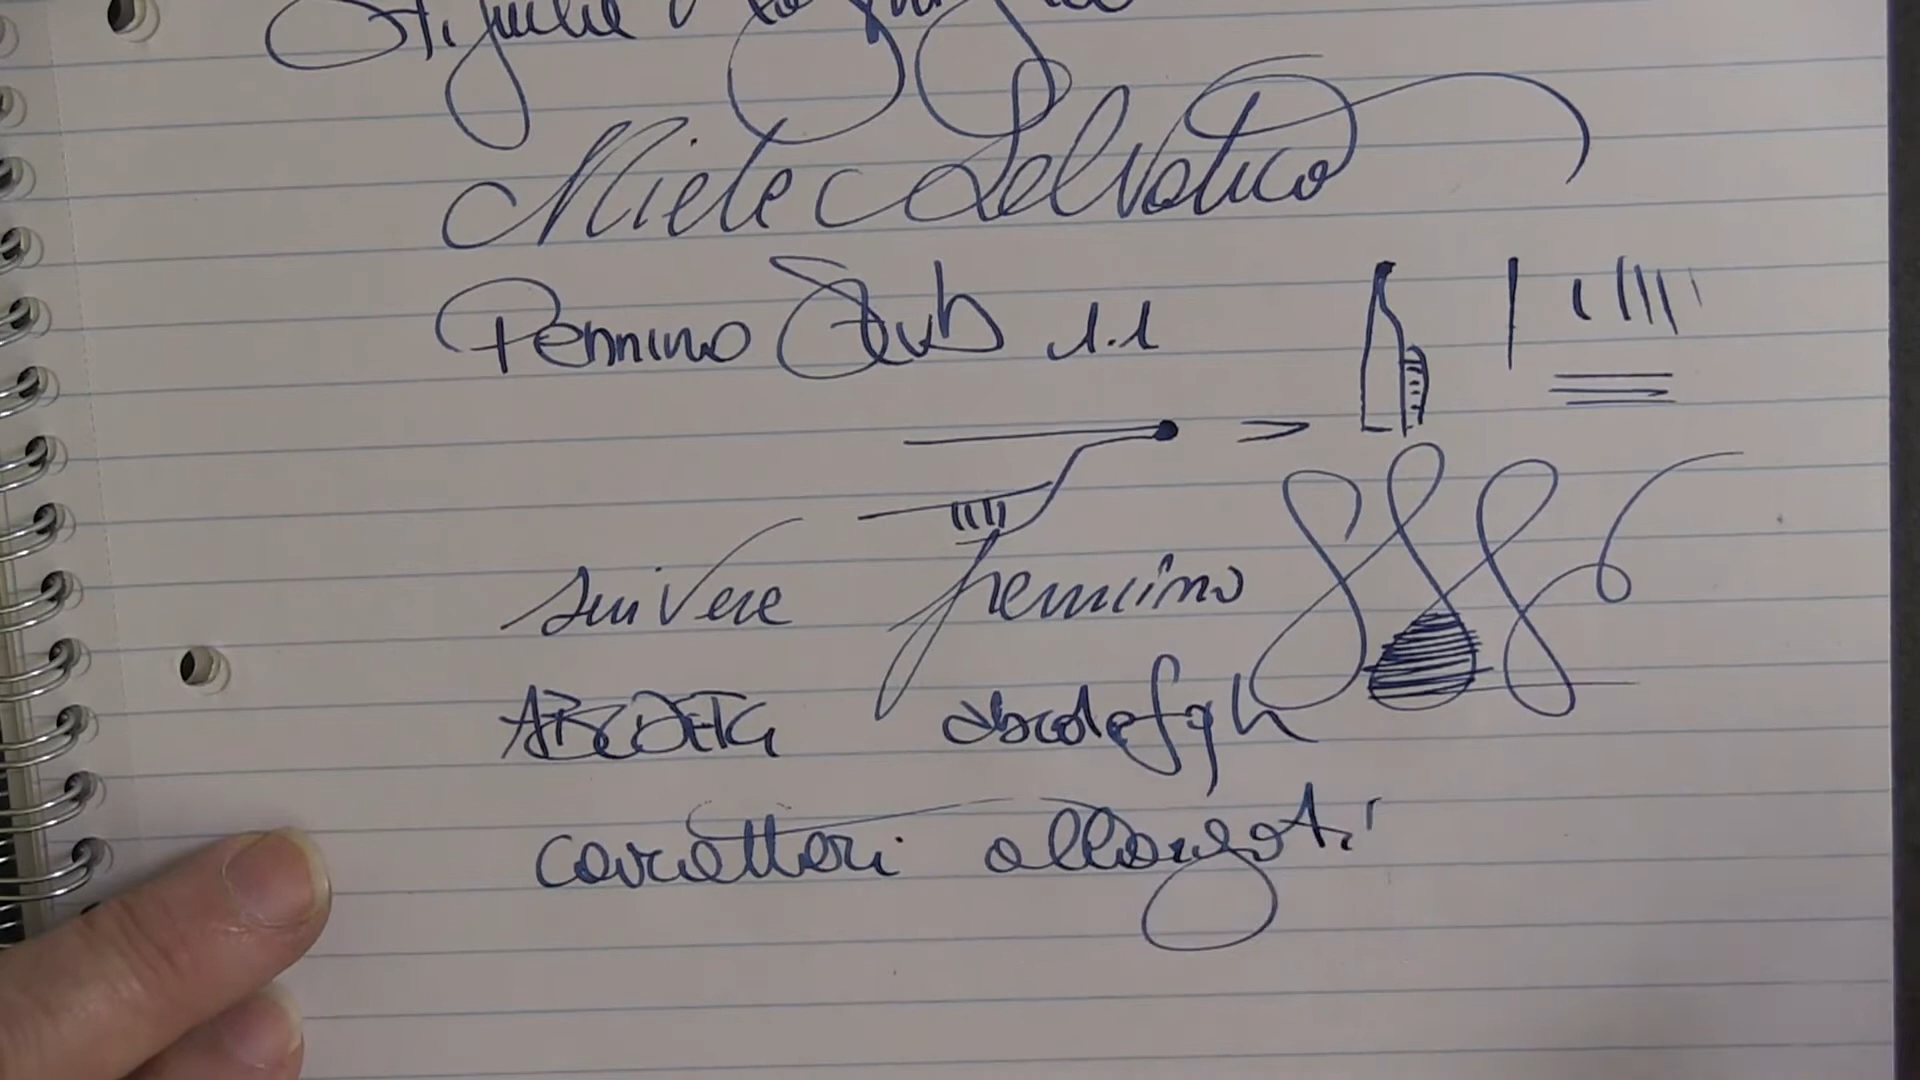 Miele Selvatico
Pennino Stub 1.1
scrivere pennino
ABCDEFG abcdefgh
caratteri allungati